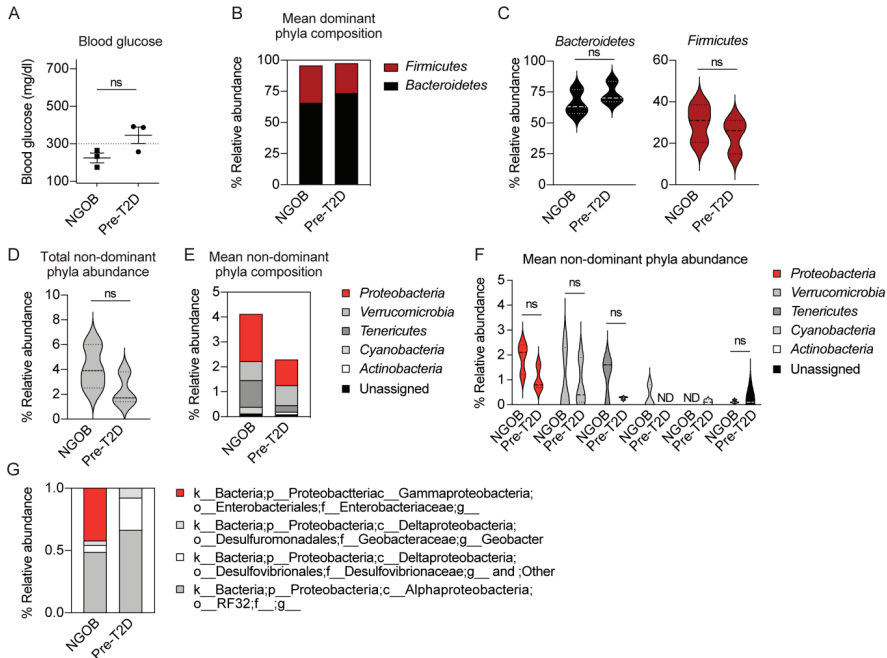 A
Blood glucose
Blood glucose (mg/dl)
700
500
300
100
ns
NGOB
Pre-T2D
B
Mean dominant
phyla composition
% Relative abundance
100
75
50
25
0
NGOB
Pre-T2D
Firmicutes
Bacteroidetes
C
Bacteroidetes
ns
% Relative abundance
100
75
50
25
0
NGOB
Pre-T2D
Firmicutes
ns
% Relative abundance
60
40
20
0
NGOB
Pre-T2D
D
Total non-dominant
phyla abundance
ns
% Relative abundance
10
8
6
4
2
0
NGOB
Pre-T2D
E
Mean non-dominant
phyla composition
% Relative abundance
5
4
3
2
1
0
NGOB
Pre-T2D
Proteobacteria
Verrucomicrobia
Tenericutes
Cyanobacteria
Actinobacteria
Unassigned
F
Mean non-dominant phyla abundance
% Relative abundance
5
4
3
2
1
0
ns
ns
ns
ND
ND
ns
NGOB
Pre-T2D
NGOB
Pre-T2D
NGOB
Pre-T2D
NGOB
Pre-T2D
NGOB
Pre-T2D
NGOB
Pre-T2D
Proteobacteria
Verrucomicrobia
Tenericutes
Cyanobacteria
Actinobacteria
Unassigned
G
% Relative abundance
1.0
0.5
0.0
NGOB
Pre-T2D
k__Bacteria;p__Proteobactteriac__Gammaproteobacteria;
o__Enterobacteriales;f__Enterobacteriaceae;g__
k__Bacteria;p__Proteobacteria;c__Deltaproteobacteria;
o__Desulfuromonadales;f__Geobacteraceae;g__Geobacter
k__Bacteria;p__Proteobacteria;c__Deltaproteobacteria;
o__Desulfovibrionales;f__Desulfovibrionaceae;g__ and ;Other
k__Bacteria;p__Proteobacteria;c__Alphaproteobacteria;
o__RF32;f__;g__